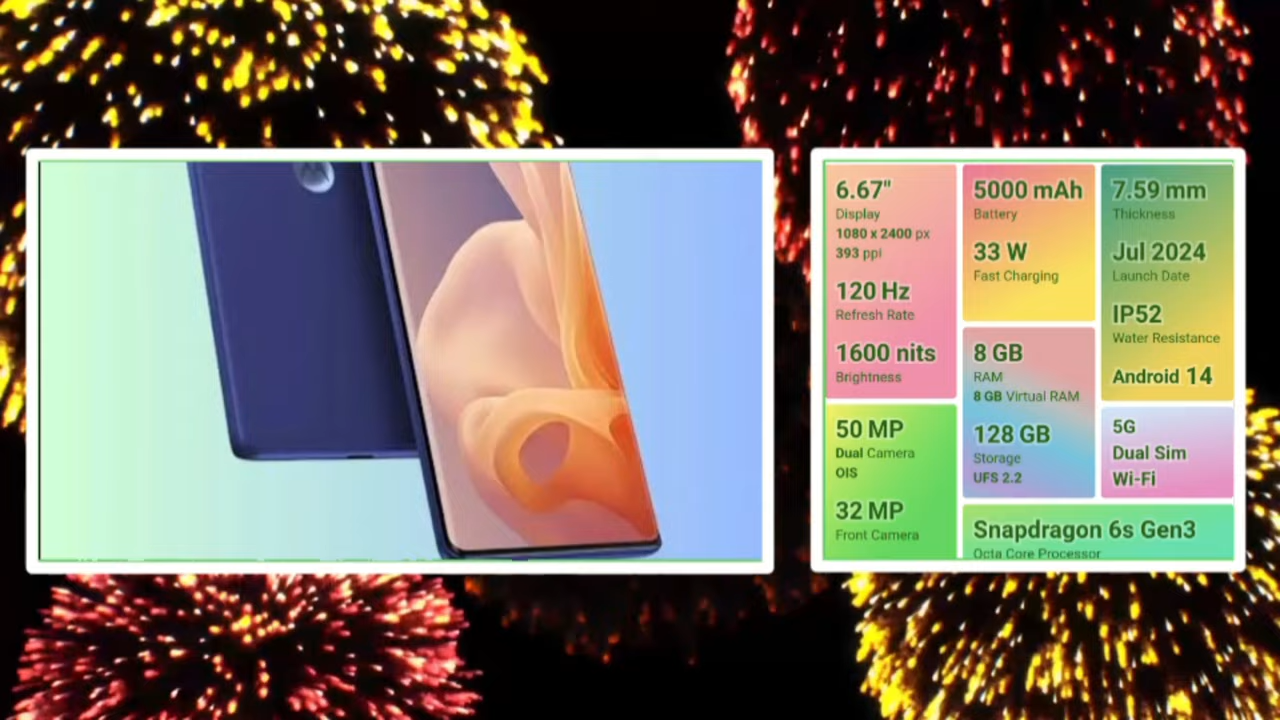 6.67"
Display
1080 x 2400 px
393 ppi
120 Hz
Refresh Rate
1600 nits
Brightness
50 MP
Dual Camera
OIS
32 MP
Front Camera
5000 mAh
Battery
33 W
Fast Charging
8 GB
RAM
8 GB Virtual RAM
128 GB
Storage
UFS 2.2
7.59 mm
Thickness
Jul 2024
Launch Date
IP52
Water Resistance
Android 14
5G
Dual Sim
Wi-Fi
Snapdragon 6s Gen3
Octa Core Processor